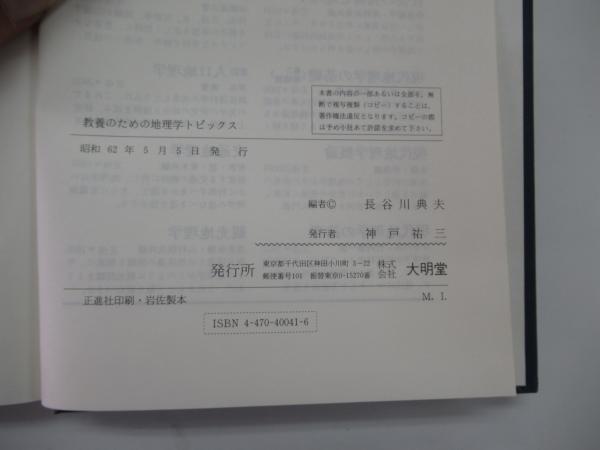 本書の内容の一部あるいは全部を、無
断で複写複製（コピー）することは、
著作権法違反となります。コピーの際
は予め小社あて許諾を求めて下さい。
教養のための地理学トピックス
昭和 62 年 5 月 5 日 発 行
編者© 長谷川典夫
発行者 神戸祐三
発行所 東京都千代田区神田小川町 3－22 株式 大明堂
郵便番号101 振替東京0-15270番 会社
正進社印刷・岩佐製本 M. I.
ISBN 4-470-40041-6